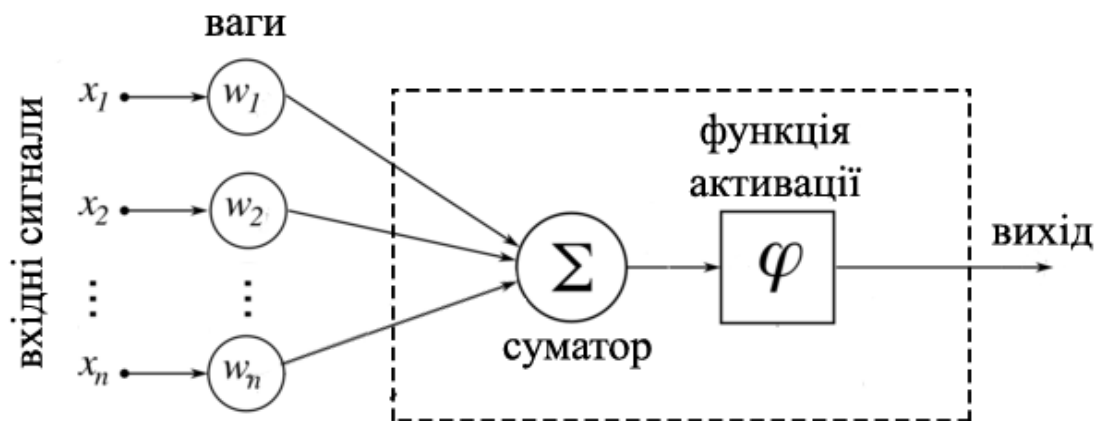 ваги
вхідні сигнали
x1
w1
x2
w2
...
...
xn
wn
Σ
суматор
функція
активації
φ
вихід